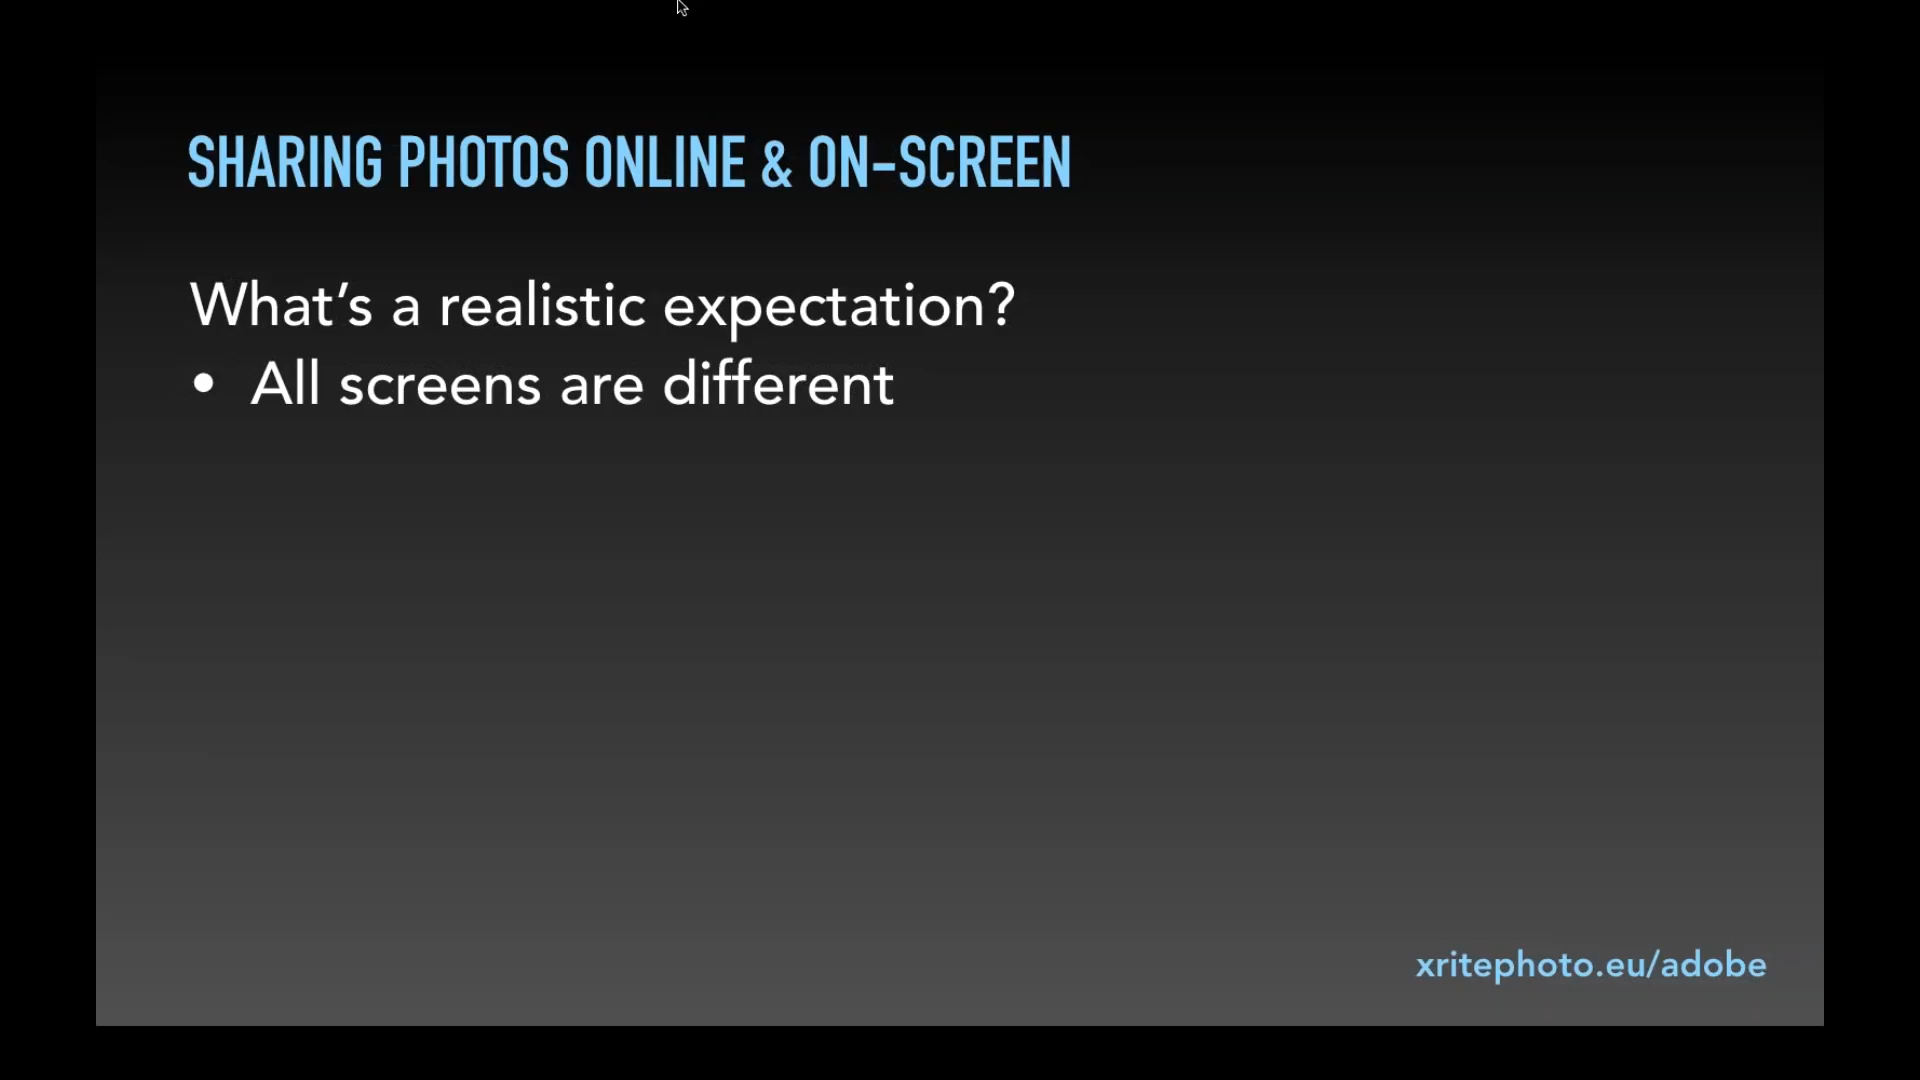 SHARING PHOTOS ONLINE & ON-SCREEN
What’s a realistic expectation?
• All screens are different
xritephoto.eu/adobe